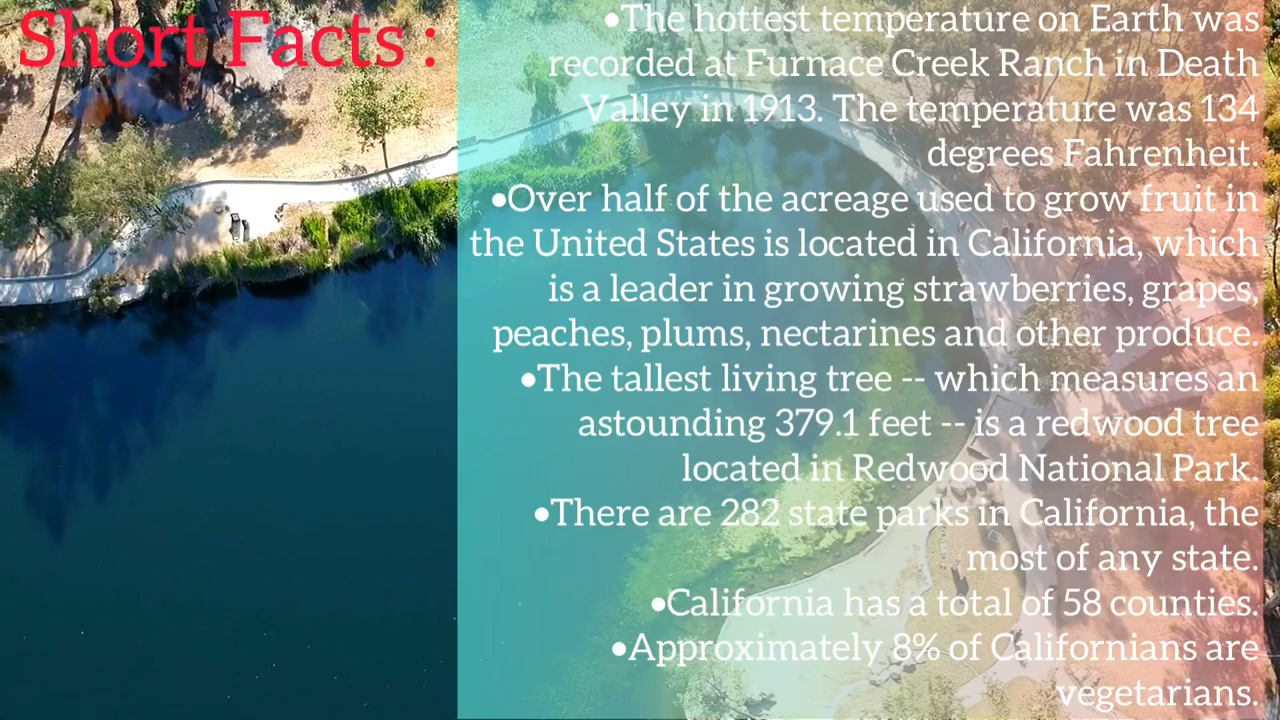 Short Facts :
•The hottest temperature on Earth was
recorded at Furnace Creek Ranch in Death
Valley in 1913. The temperature was 134
degrees Fahrenheit.
•Over half of the acreage used to grow fruit in
the United States is located in California, which
is a leader in growing strawberries, grapes,
peaches, plums, nectarines and other produce.
•The tallest living tree -- which measures an
astounding 379.1 feet -- is a redwood tree
located in Redwood National Park.
•There are 282 state parks in California, the
most of any state.
•California has a total of 58 counties.
•Approximately 8% of Californians are
vegetarians.